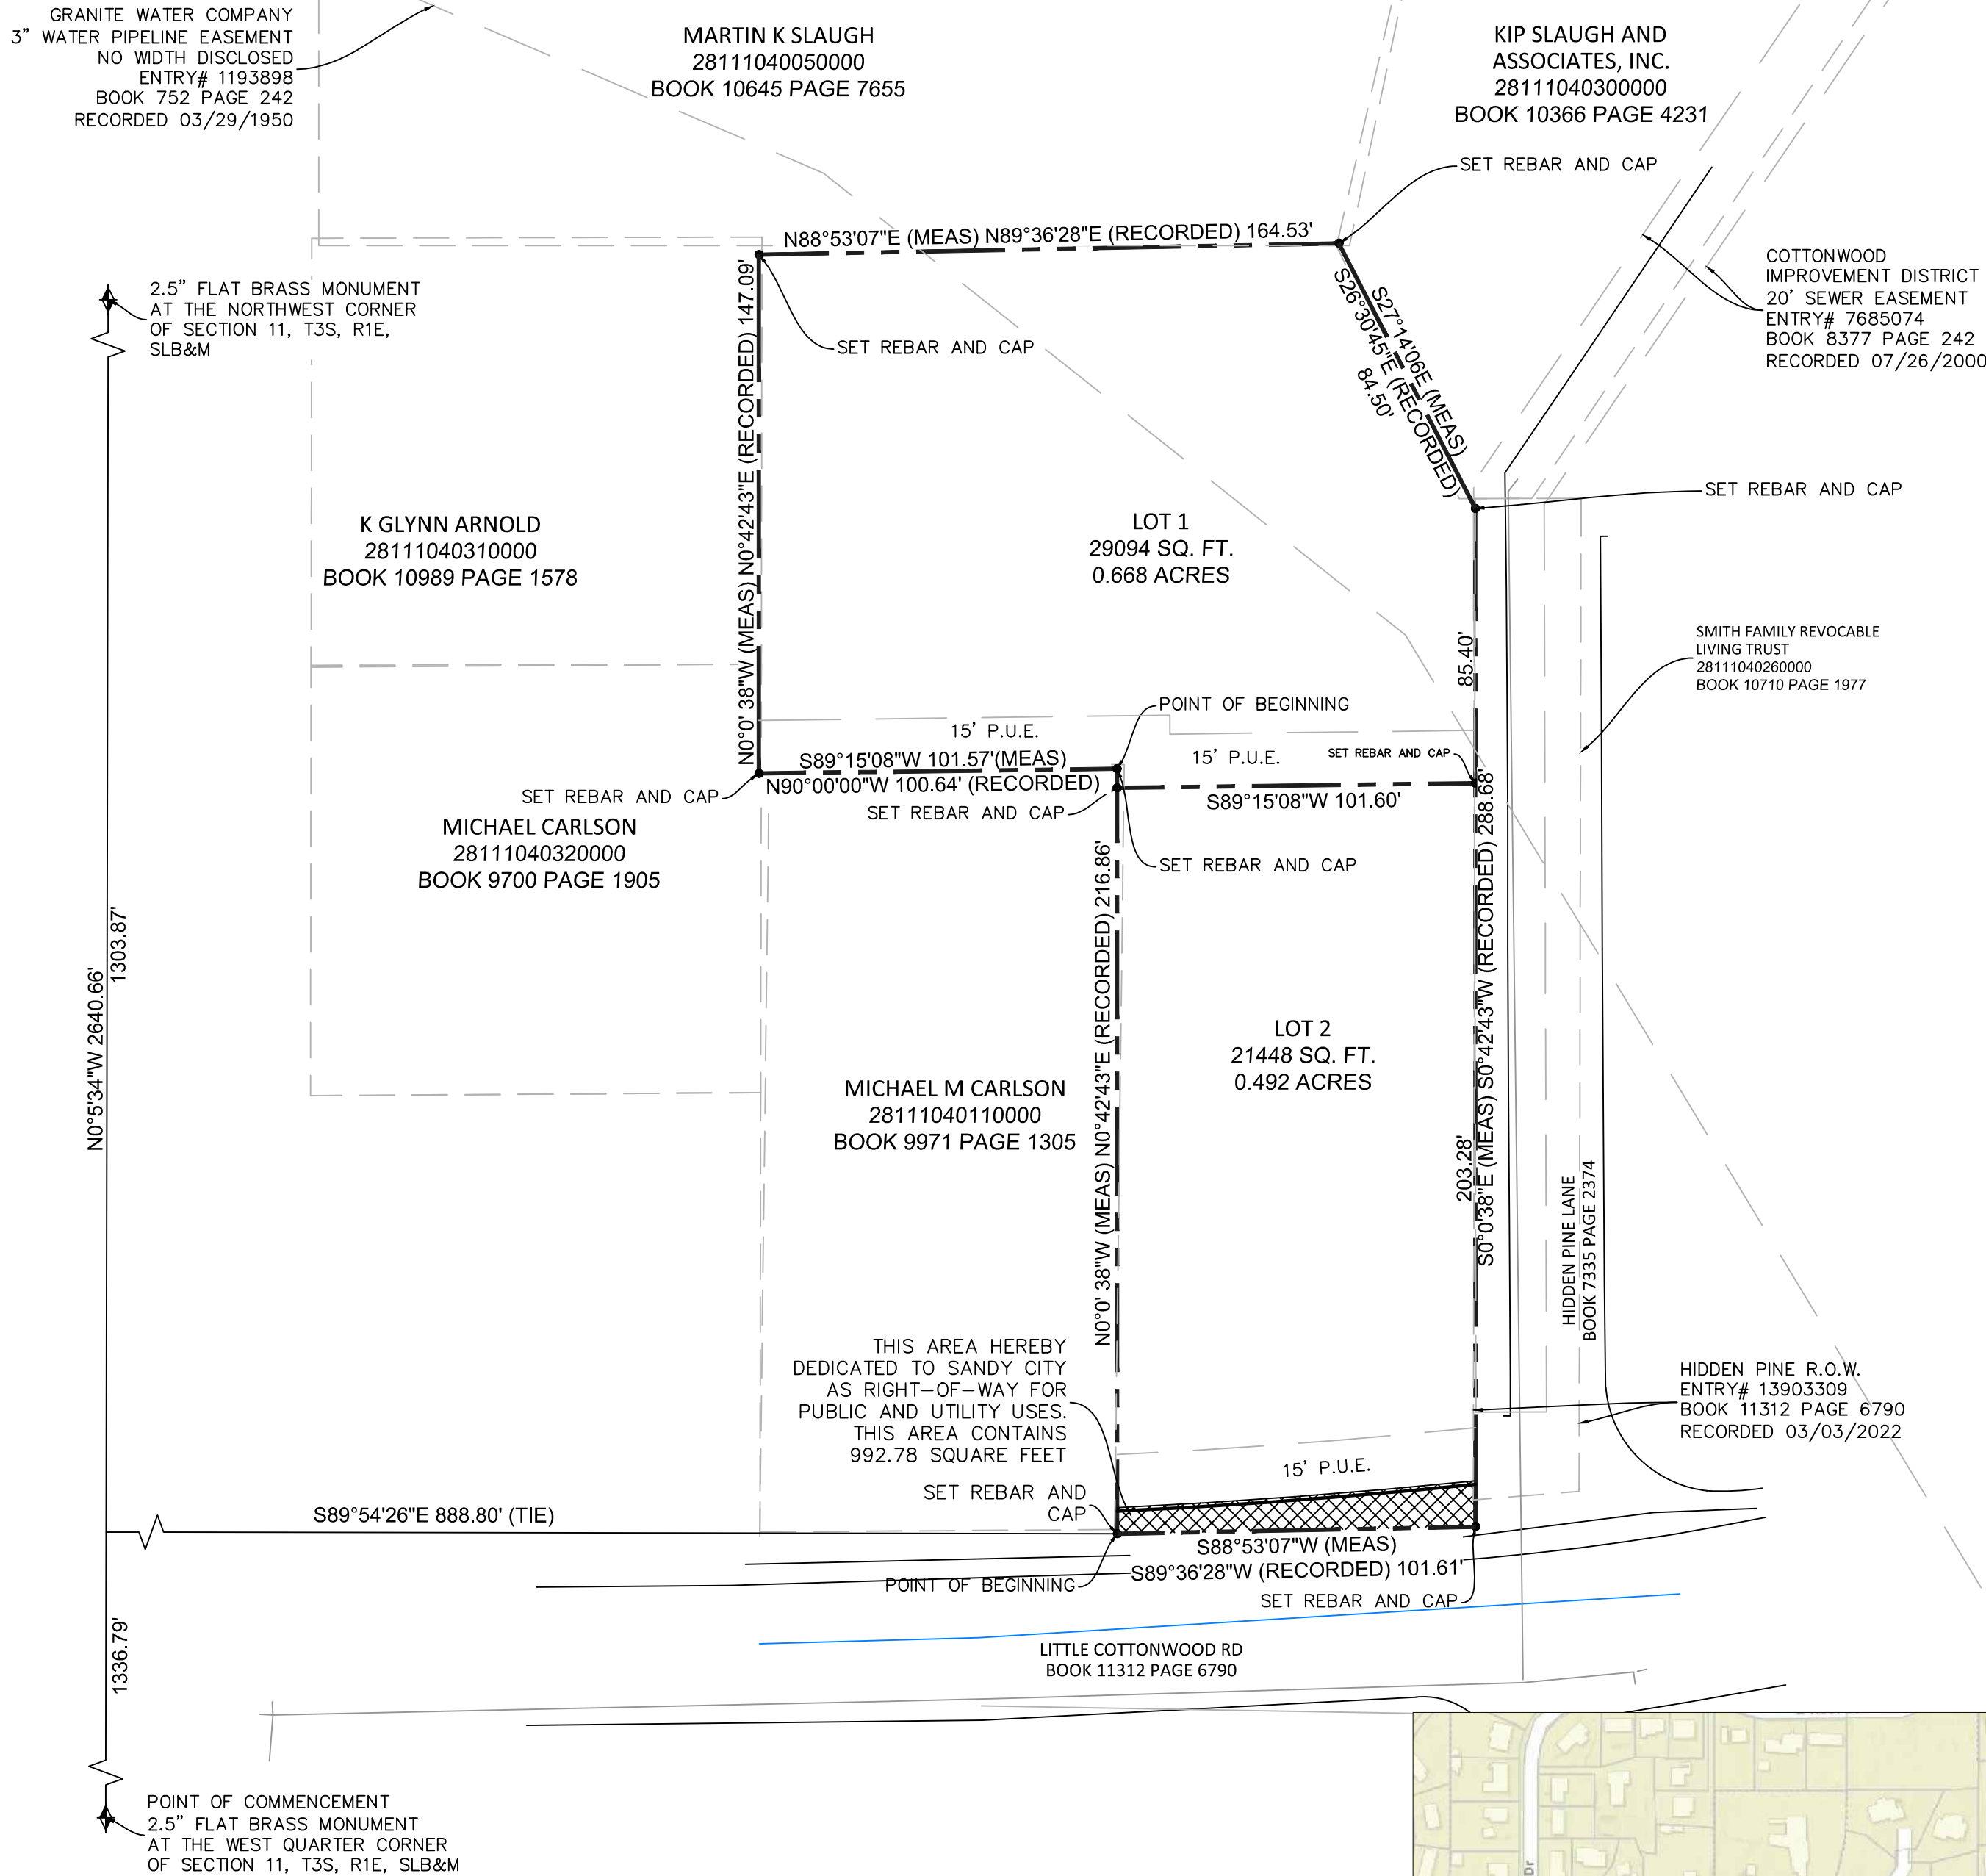 GRANITE WATER COMPANY
3" WATER PIPELINE EASEMENT
NO WIDTH DISCLOSED
ENTRY# 1193898
BOOK 752 PAGE 242
RECORDED 03/29/1950
MARTIN K SLAUGH
28111040050000
BOOK 10645 PAGE 7655
KIP SLAUGH AND
ASSOCIATES, INC.
28111040300000
BOOK 10366 PAGE 4231
SET REBAR AND CAP
N88°53'07"E (MEAS) N89°36'28"E (RECORDED) 164.53'
COTTONWOOD
IMPROVEMENT DISTRICT
20' SEWER EASEMENT
ENTRY# 7685074
BOOK 8377 PAGE 242
RECORDED 07/26/2000
2.5" FLAT BRASS MONUMENT
AT THE NORTHWEST CORNER
OF SECTION 11, T3S, R1E,
SLB&M
SET REBAR AND CAP
N0°0' 38"W (MEAS) N0°42'43"E (RECORDED) 147.09'
S27°14'06E (MEAS)
S26°30'45"E (RECORDED)
84.50'
SET REBAR AND CAP
K GLYNN ARNOLD
28111040310000
BOOK 10989 PAGE 1578
LOT 1
29094 SQ. FT.
0.668 ACRES
85.40'
SMITH FAMILY REVOCABLE
LIVING TRUST
28111040260000
BOOK 10710 PAGE 1977
POINT OF BEGINNING
15' P.U.E.
15' P.U.E.
SET REBAR AND CAP
S89°15'08"W 101.57'(MEAS)
N90°00'00"W 100.64' (RECORDED)
SET REBAR AND CAP
SET REBAR AND CAP
S89°15'08"W 101.60'
MICHAEL CARLSON
28111040320000
BOOK 9700 PAGE 1905
SET REBAR AND CAP
N0°5'34"W 2640.66'
1303.87'
N0°0' 38"W (MEAS) N0°42'43"E (RECORDED) 216.86'
S0°0'38"E (MEAS) S0°42'43"W (RECORDED) 288.68'
LOT 2
21448 SQ. FT.
0.492 ACRES
MICHAEL M CARLSON
28111040110000
BOOK 9971 PAGE 1305
203.28'
HIDDEN PINE LANE
BOOK 7335 PAGE 2374
THIS AREA HEREBY
DEDICATED TO SANDY CITY
AS RIGHT-OF-WAY FOR
PUBLIC AND UTILITY USES.
THIS AREA CONTAINS
992.78 SQUARE FEET
HIDDEN PINE R.O.W.
ENTRY# 13903309
BOOK 11312 PAGE 6790
RECORDED 03/03/2022
15' P.U.E.
SET REBAR AND
CAP
S89°54'26"E 888.80' (TIE)
S88°53'07"W (MEAS)
S89°36'28"W (RECORDED) 101.61'
POINT OF BEGINNING
SET REBAR AND CAP
1336.79'
LITTLE COTTONWOOD RD
BOOK 11312 PAGE 6790
POINT OF COMMENCEMENT
2.5" FLAT BRASS MONUMENT
AT THE WEST QUARTER CORNER
OF SECTION 11, T3S, R1E, SLB&M
Dr